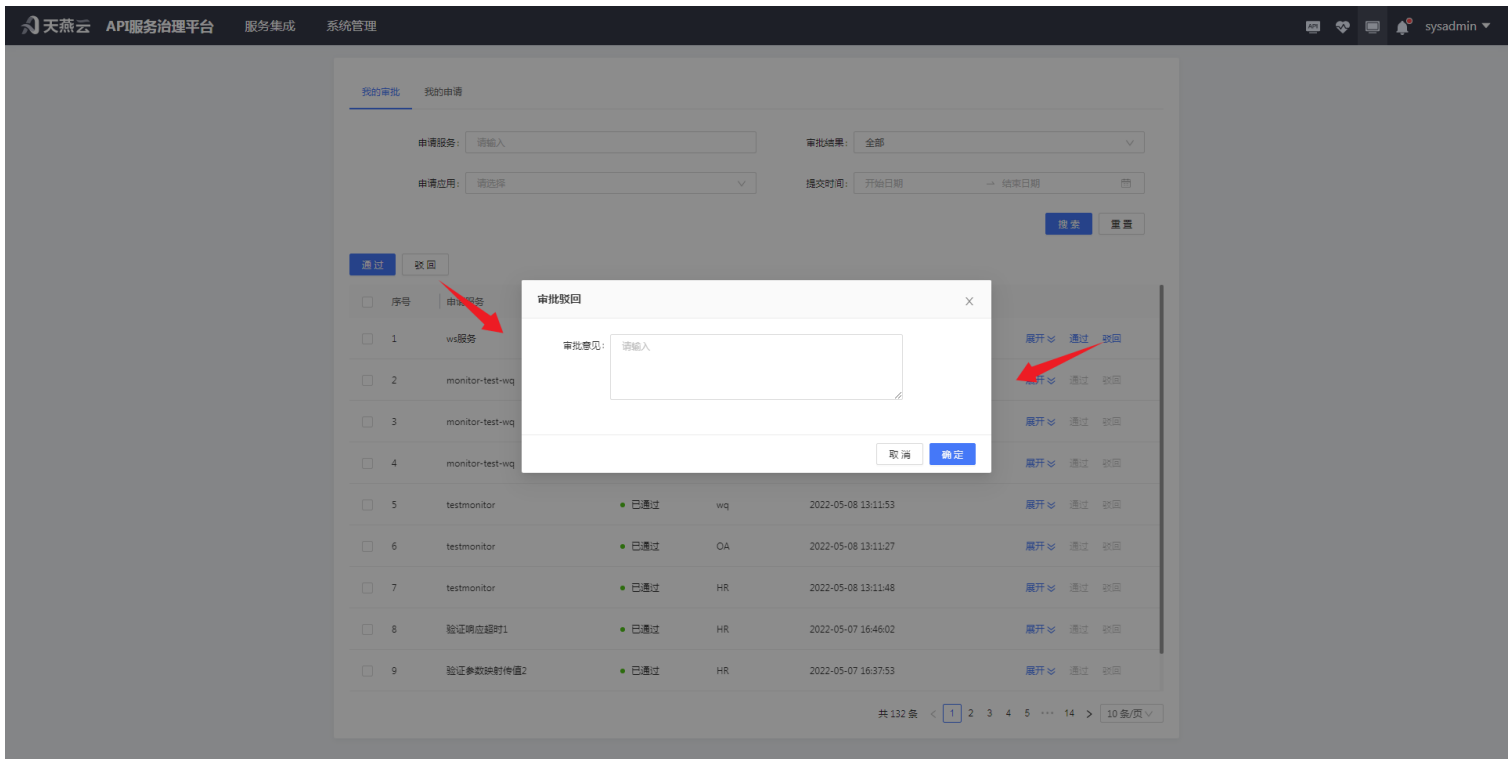 天燕云 API服务治理平台 服务集成 系统管理 API sysadmin
我的审批 我的申请
申请服务: 请输入 审批结果: 全部
申请应用: 请选择 提交时间: 开始日期 → 结束日期
搜索 重置
通过 驳回
序号 申请服务
审批驳回
1 ws服务 展开 通过 驳回
审批意见: 请输入
2 monitor-test-wq 展开 通过 驳回
3 monitor-test-wq 展开 通过 驳回
4 monitor-test-wq 展开 通过 驳回
取消 确定
5 testmonitor 已通过 wq 2022-05-08 13:11:53 展开 通过 驳回
6 testmonitor 已通过 OA 2022-05-08 13:11:27 展开 通过 驳回
7 testmonitor 已通过 HR 2022-05-08 13:11:48 展开 通过 驳回
8 验证响应超时1 已通过 HR 2022-05-07 16:46:02 展开 通过 驳回
9 验证参数映射传值2 已通过 HR 2022-05-07 16:37:53 展开 通过 驳回
共 132 条 < 1 2 3 4 5 ··· 14 > 10 条/页